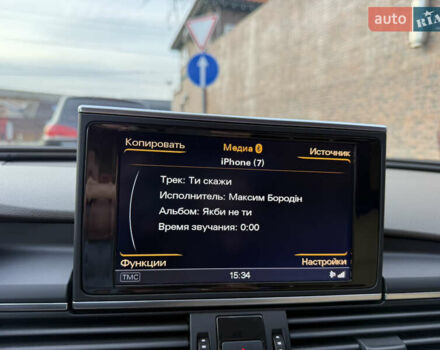 auto RIA
Копировать
Медиа
Источник
iPhone (7)
Трек: Ти скажи
Исполнитель: Максим Бородін
Альбом: Якби не ти
Время звучания: 0:00
Функции
Настройки
TMC
15:34